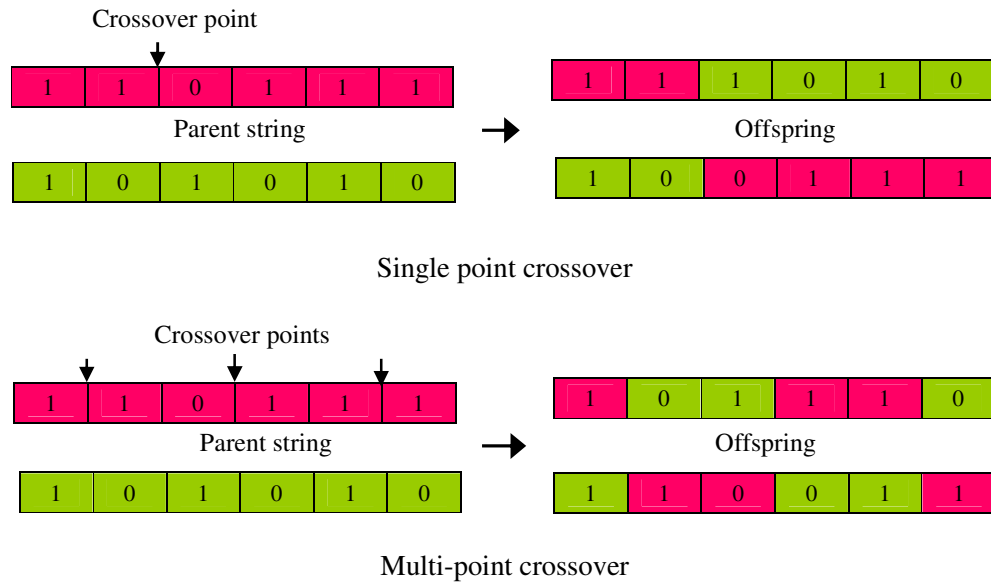 Crossover point
1 1 0 1 1 1
1 1 1 0 1 0
Parent string
Offspring
1 0 1 0 1 0
1 0 0 1 1 1
Single point crossover
Crossover points
1 1 0 1 1 1
1 0 1 1 1 0
Parent string
Offspring
1 0 1 0 1 0
1 1 0 0 1 1
Multi-point crossover